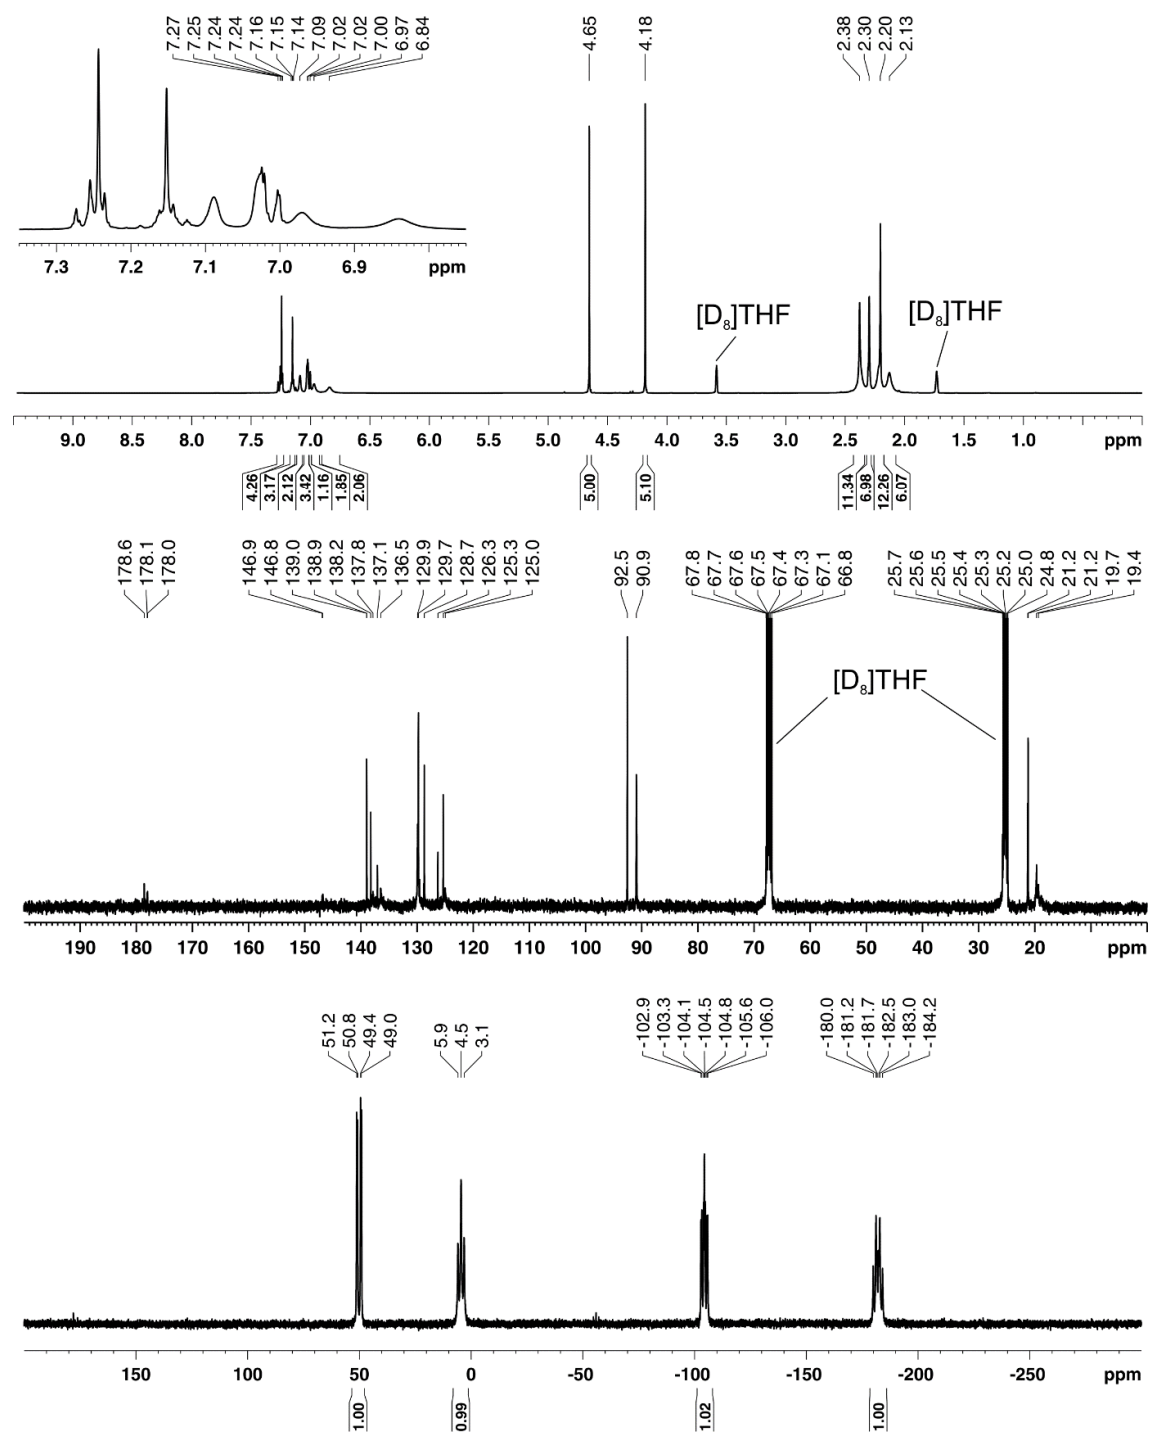 7.27 7.25 7.24 7.24 7.16 7.15 7.14 7.09 7.02 7.02 7.00 6.97 6.84 4.65 4.18 2.38 2.30 2.20 2.13
7.3 7.2 7.1 7.0 6.9 ppm
[D8]THF [D8]THF
9.0 8.5 8.0 7.5 7.0 6.5 6.0 5.5 5.0 4.5 4.0 3.5 3.0 2.5 2.0 1.5 1.0 ppm
4.26 3.17 2.12 3.42 1.16 1.85 2.06 5.00 5.10 11.34 6.98 12.26 6.07
178.6 178.1 178.0 146.9 146.8 139.0 138.9 138.2 137.8 137.1 136.5 129.9 129.7 128.7 126.3 125.3 125.0 92.5 90.9 67.8 67.7 67.6 67.5 67.4 67.3 67.1 66.8 25.7 25.6 25.5 25.4 25.3 25.2 25.0 24.8 21.2 21.2 19.7 19.4
[D8]THF
190 180 170 160 150 140 130 120 110 100 90 80 70 60 50 40 30 20 ppm
51.2 50.8 49.4 49.0 5.9 4.5 3.1 -102.9 -103.3 -104.1 -104.5 -104.8 -105.6 -106.0 -180.0 -181.2 -181.7 -182.5 -183.0 -184.2
150 100 50 0 -50 -100 -150 -200 -250 ppm
1.00 0.99 1.02 1.00